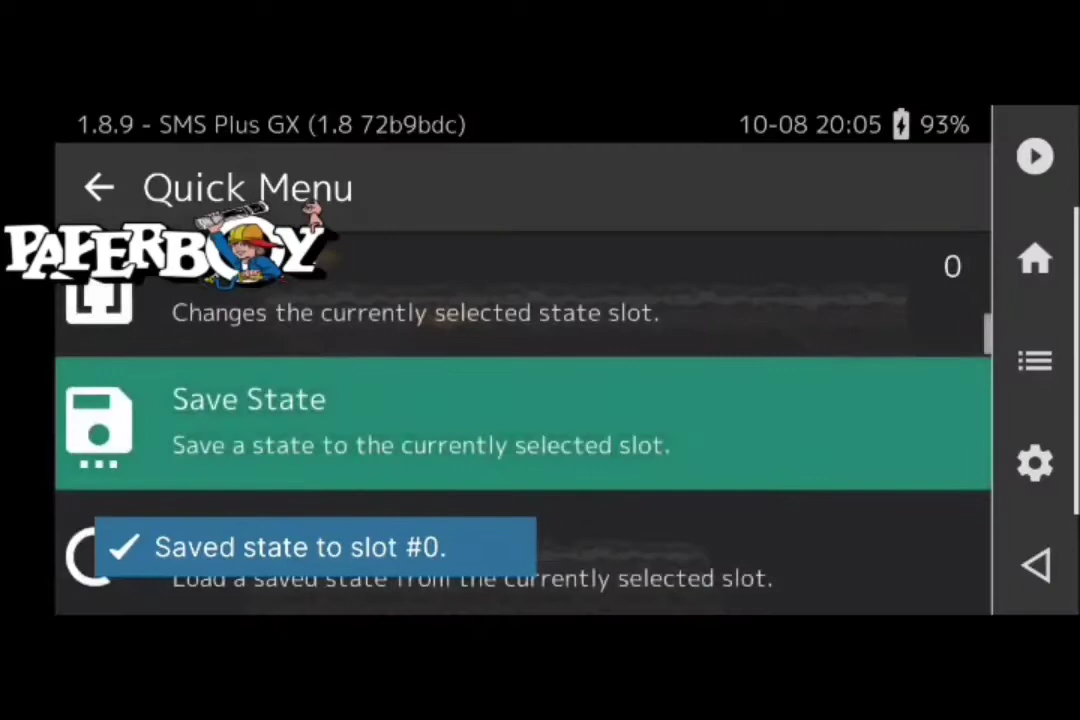 1.8.9 - SMS Plus GX (1.8 72b9bdc)
10-08 20:05 93%
Quick Menu
PAPERBOY
0
Changes the currently selected state slot.
Save State
Save a state to the currently selected slot.
Saved state to slot #0.
Load a saved state from the currently selected slot.